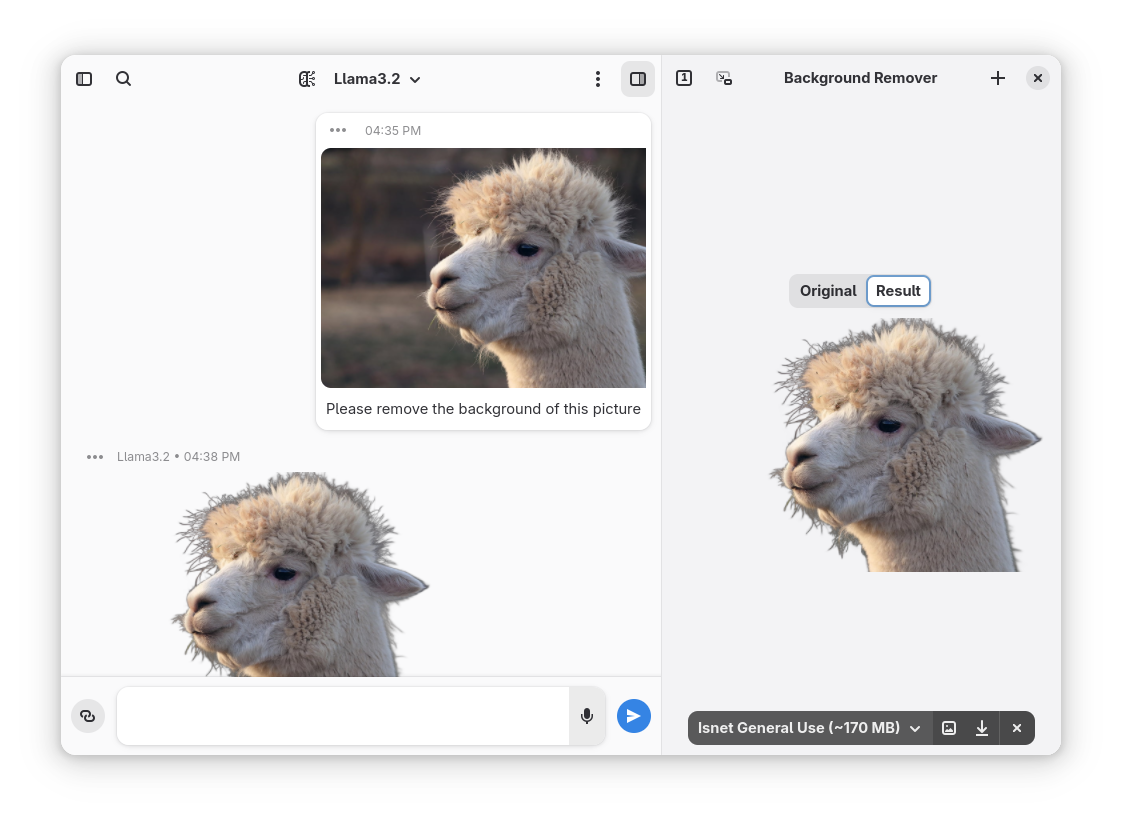 Llama3.2
1
Background Remover
04:35 PM
Please remove the background of this picture
Llama3.2 • 04:38 PM
Original
Result
Isnet General Use (~170 MB)